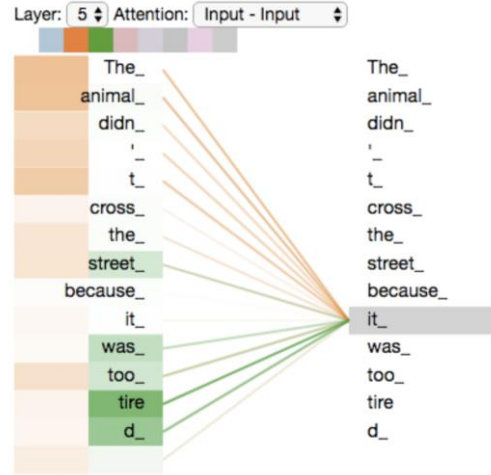 Layer: 5 Attention: Input - Input
The_ The_
animal_ animal_
didn_ didn_
'_ '_
t_ t_
cross_ cross_
the_ the_
street_ street_
because_ because_
it_ it_
was_ was_
too_ too_
tire tire
d_ d_